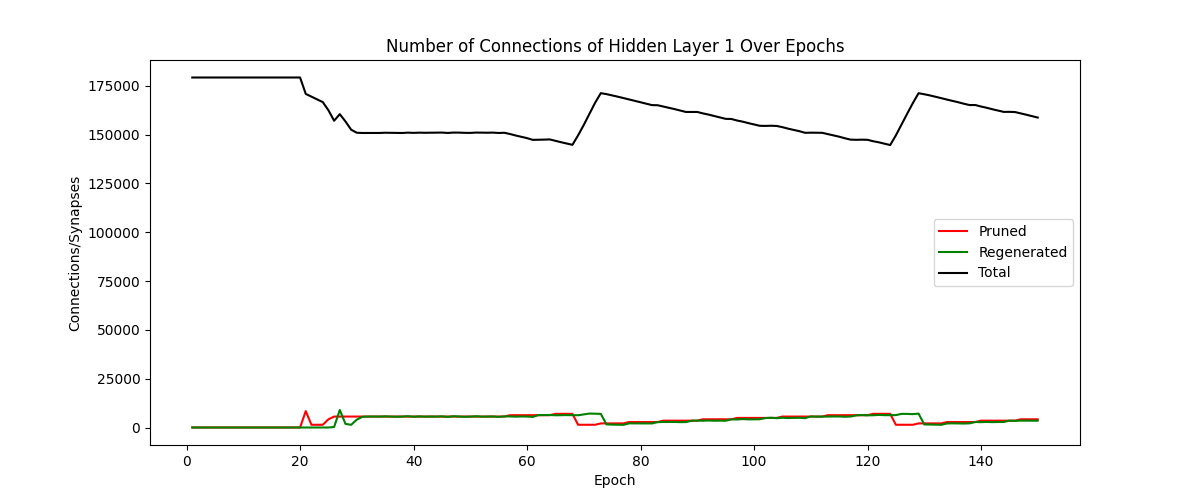 Number of Connections of Hidden Layer 1 Over Epochs
175000
150000
125000
100000
75000
50000
25000
0
Connections/Synapses
Pruned
Regenerated
Total
0 20 40 60 80 100 120 140
Epoch